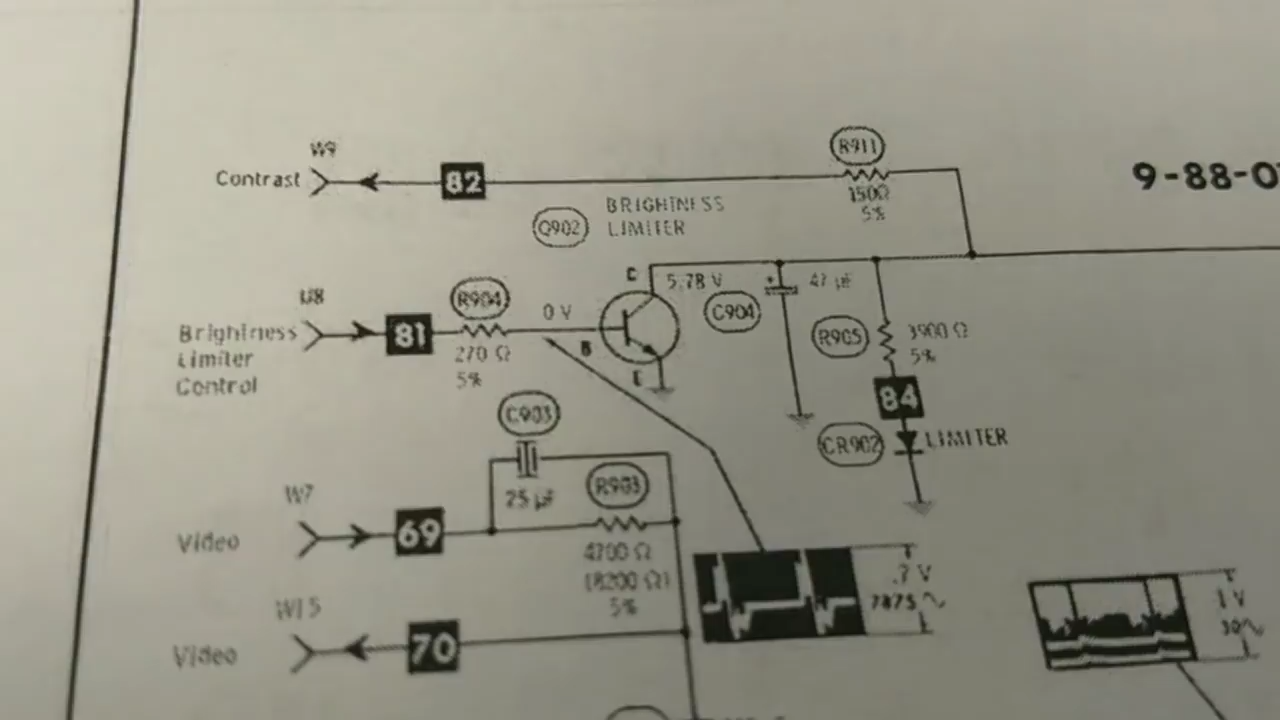 W9
Contrast
82
R911
150Ω
5%
9-88-0
Q902
BRIGHTNESS
LIMITER
C
5.78 V
47 µF
C904
U8
R904
0 V
Brightness
Limiter
Control
81
270 Ω
5%
B
E
R905
3900 Ω
5%
84
CR902
LIMITER
C903
25 µF
R903
W7
Video
69
4700 Ω
(8200 Ω)
5%
.7 V
7875
1 V
30
W15
Video
70